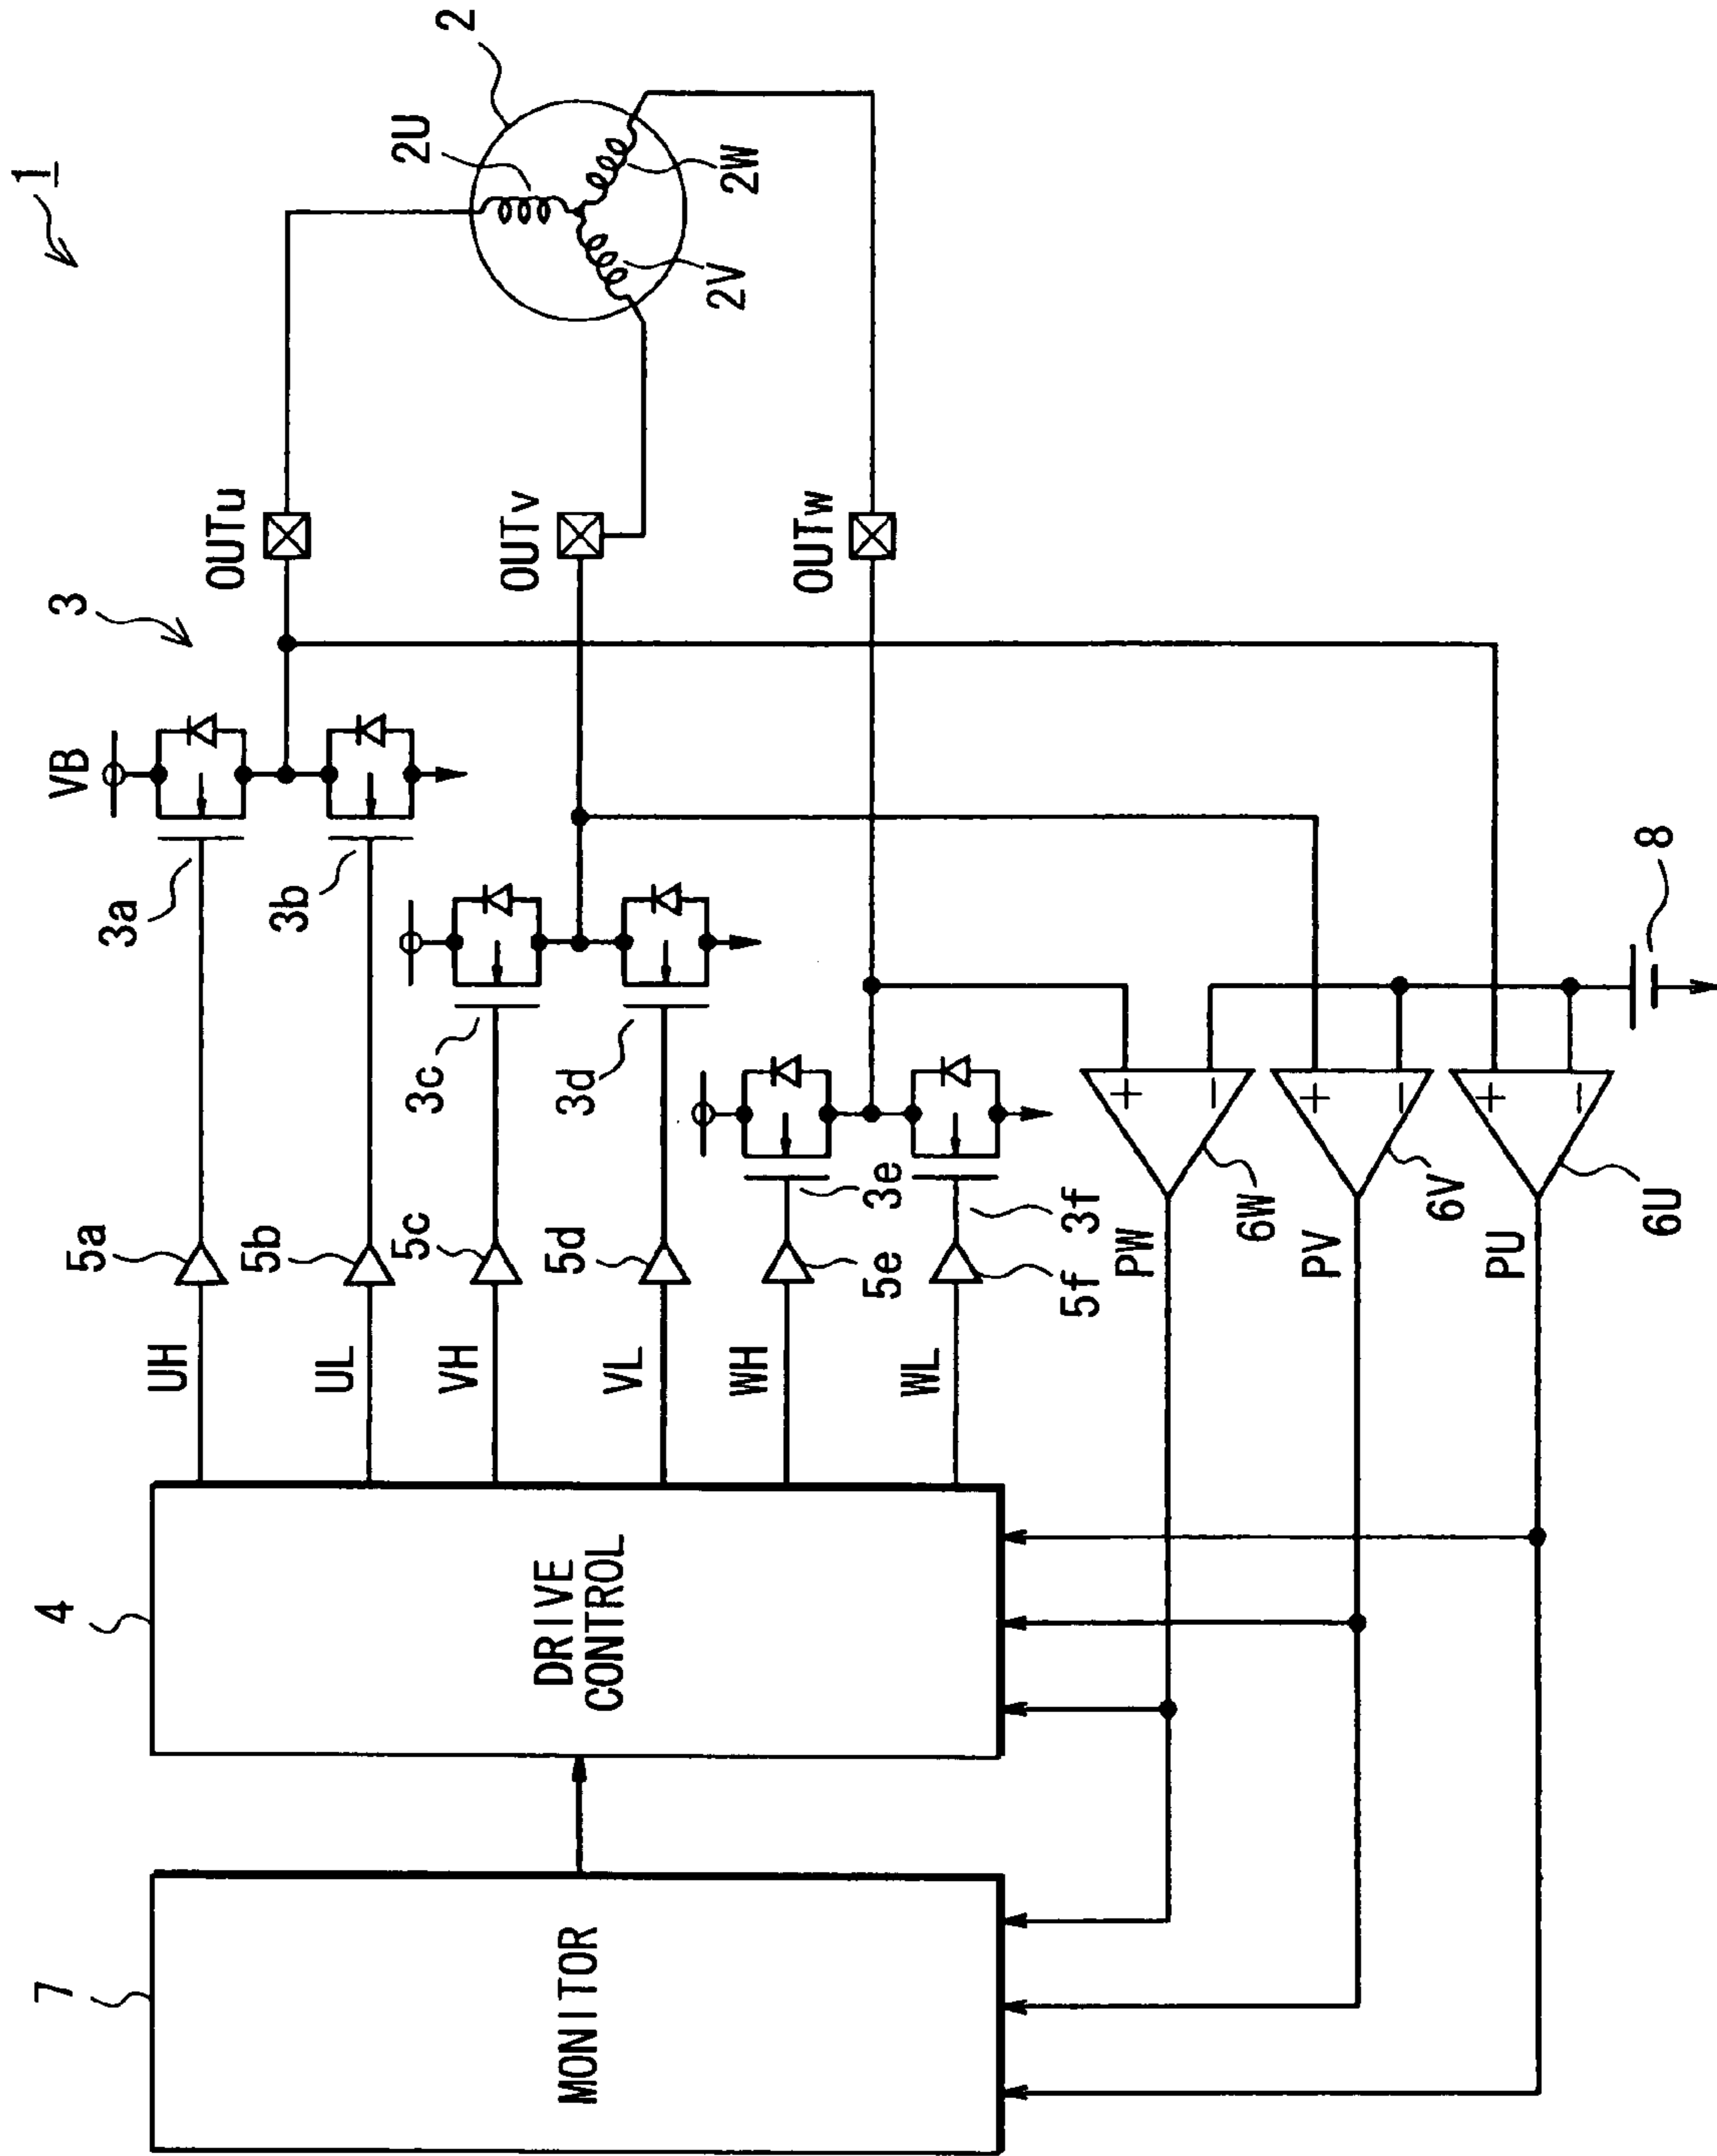 1
2
2U
2W
2V
OUTu
OUTv
OUTw
3
VB
3a
3b
3c
3d
3e
3f
5a
5b
5c
5d
5e
5f
UH
UL
VH
VL
WH
WL
4
DRIVE
CONTROL
7
MONITOR
+
−
+
−
+
−
6W
6V
6U
PW
PV
PU
8